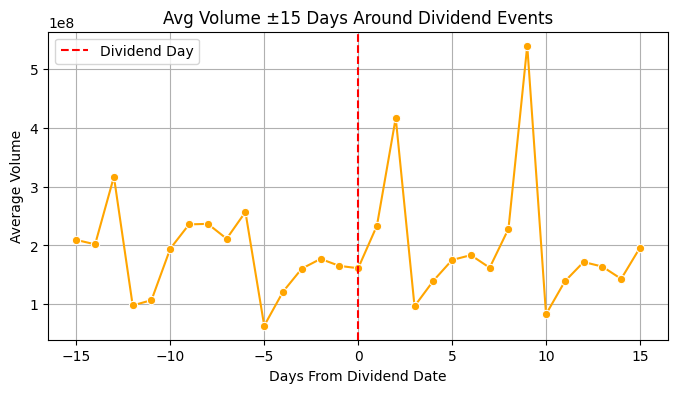 Avg Volume ±15 Days Around Dividend Events
1e8
Dividend Day
5
4
3
2
1
Average Volume
−15 −10 −5 0 5 10 15
Days From Dividend Date